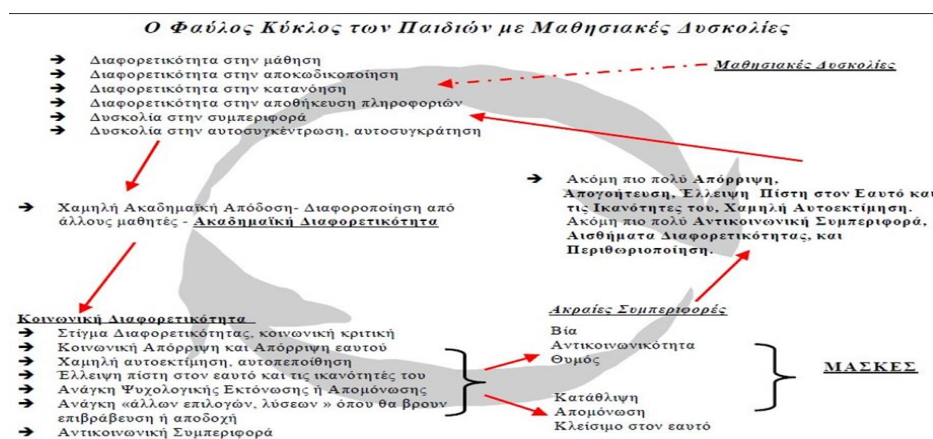 Ο Φαύλος Κύκλος των Παιδιών με Μαθησιακές Δυσκολίες
➔ Διαφορετικότητα στην μάθηση
➔ Διαφορετικότητα στην αποκωδικοποίηση
➔ Διαφορετικότητα στην κατανόηση
➔ Διαφορετικότητα στην αποθήκευση πληροφοριών
➔ Δυσκολία στην συμπεριφορά
➔ Δυσκολία στην αυτοσυγκέντρωση, αυτοσυγκράτηση
Μαθησιακές Δυσκολίες
➔ Χαμηλή Ακαδημαϊκή Απόδοση- Διαφοροποίηση από
άλλους μαθητές - Ακαδημαϊκή Διαφορετικότητα
Κοινωνική Διαφορετικότητα
➔ Στίγμα Διαφορετικότητας, κοινωνική κριτική
➔ Κοινωνική Απόρριψη και Απόρριψη εαυτού
➔ Χαμηλή αυτοεκτίμηση, αυτοπεποίθηση
➔ Έλλειψη πίστη στον εαυτό και τις ικανότητές του
➔ Ανάγκη Ψυχολογικής Εκτόνωσης ή Απομόνωσης
➔ Ανάγκη «άλλων επιλογών, λύσεων » όπου θα βρουν
επιβράβευση ή αποδοχή
➔ Αντικοινωνική Συμπεριφορά
Ακραίες Συμπεριφορές
Βία
Αντικοινωνικότητα
Θυμός
Κατάθλιψη
Απομόνωση
Κλείσιμο στον εαυτό
ΜΑΣΚΕΣ
➔ Ακόμη πιο πολύ Απόρριψη,
Απογοήτευση, Έλλειψη Πίστη στον Εαυτό και
τις Ικανότητες του, Χαμηλή Αυτοεκτίμηση.
Ακόμη πιο πολύ Αντικοινωνική Συμπεριφορά,
Αισθήματα Διαφορετικότητας, και
Περιθωριοποίηση.